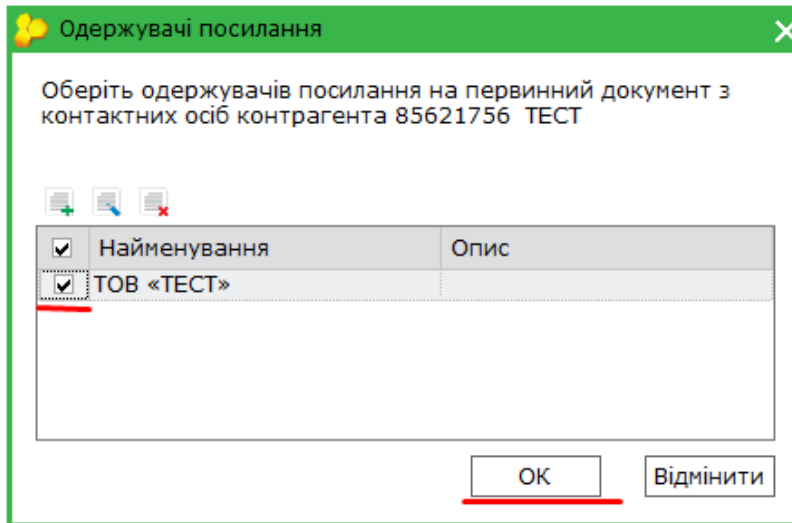 Одержувачі посилання
Оберіть одержувачів посилання на первинний документ з
контактних осіб контрагента 85621756 ТЕСТ
Найменування Опис
ТОВ «ТЕСТ»
ОК Відмінити